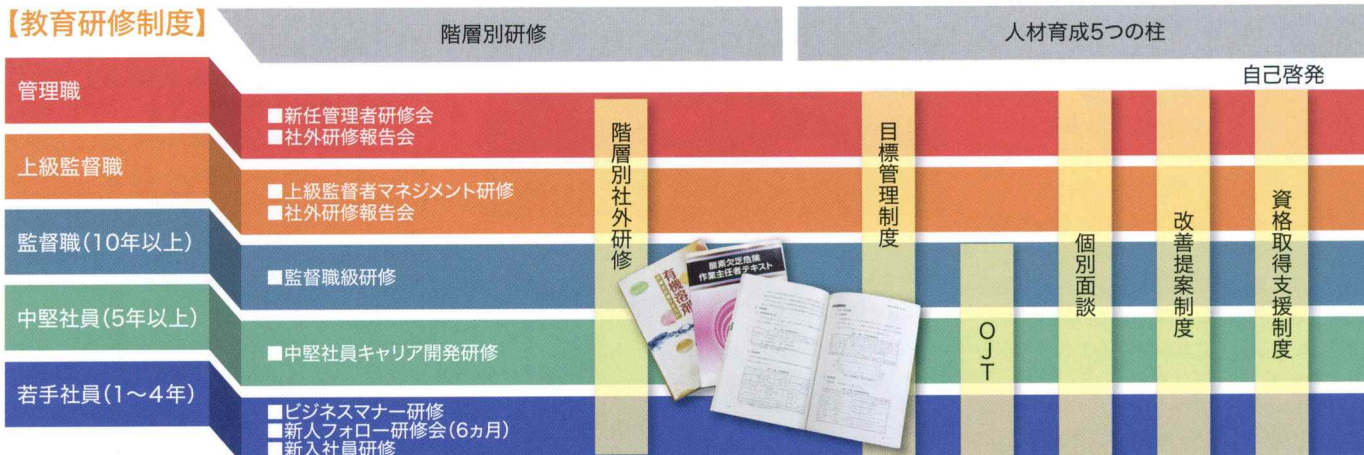 【教育研修制度】
階層別研修
人材育成5つの柱
自己啓発
管理職
■新任管理者研修会
■社外研修報告会
上級監督職
■上級監督者マネジメント研修
■社外研修報告会
監督職(10年以上)
■監督職級研修
中堅社員(5年以上)
■中堅社員キャリア開発研修
若手社員(1〜4年)
■ビジネスマナー研修
■新人フォロー研修会(6ヵ月)
■新入社員研修
階層別社外研修
目標管理制度
OJT
個別面談
改善提案制度
資格取得支援制度
有機溶剤
酸素欠乏危険
作業主任者テキスト